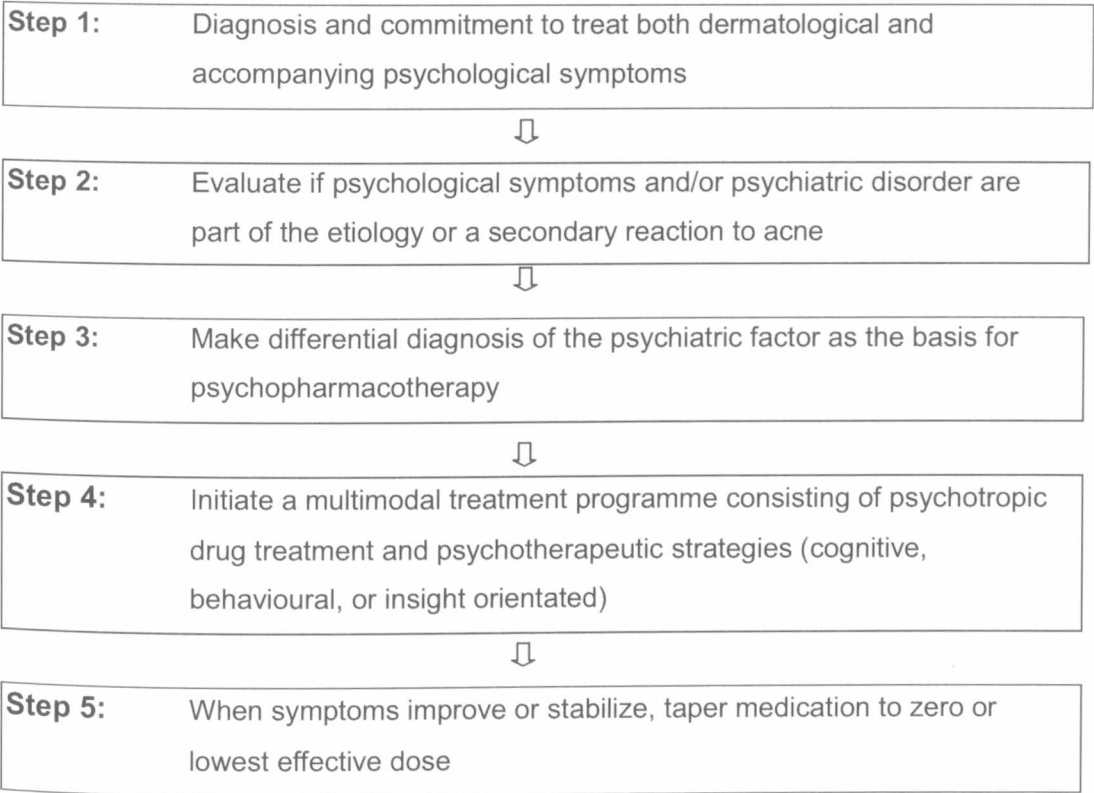 Step 1: Diagnosis and commitment to treat both dermatological and
accompanying psychological symptoms
Step 2: Evaluate if psychological symptoms and/or psychiatric disorder are
part of the etiology or a secondary reaction to acne
Step 3: Make differential diagnosis of the psychiatric factor as the basis for
psychopharmacotherapy
Step 4: Initiate a multimodal treatment programme consisting of psychotropic
drug treatment and psychotherapeutic strategies (cognitive,
behavioural, or insight orientated)
Step 5: When symptoms improve or stabilize, taper medication to zero or
lowest effective dose